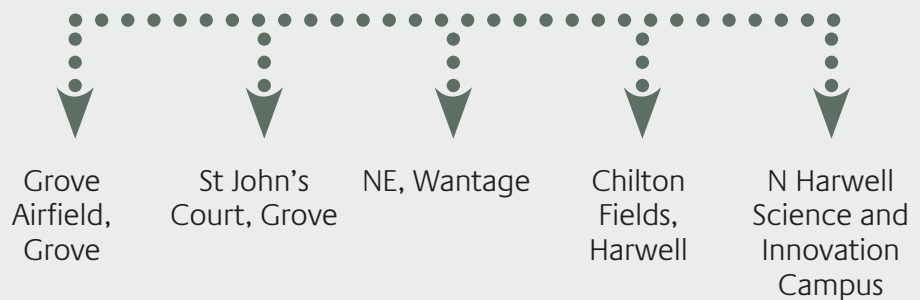 Grove
Airfield,
Grove
St John’s
Court, Grove
NE, Wantage
Chilton
Fields,
Harwell
N Harwell
Science and
Innovation
Campus